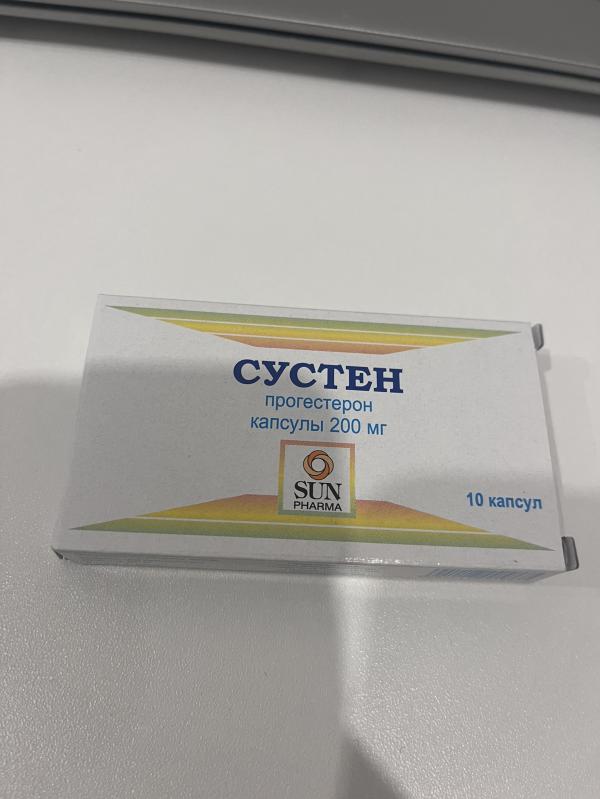 СУСТЕН
прогестерон
капсулы 200 мг
SUN
PHARMA
10 капсул